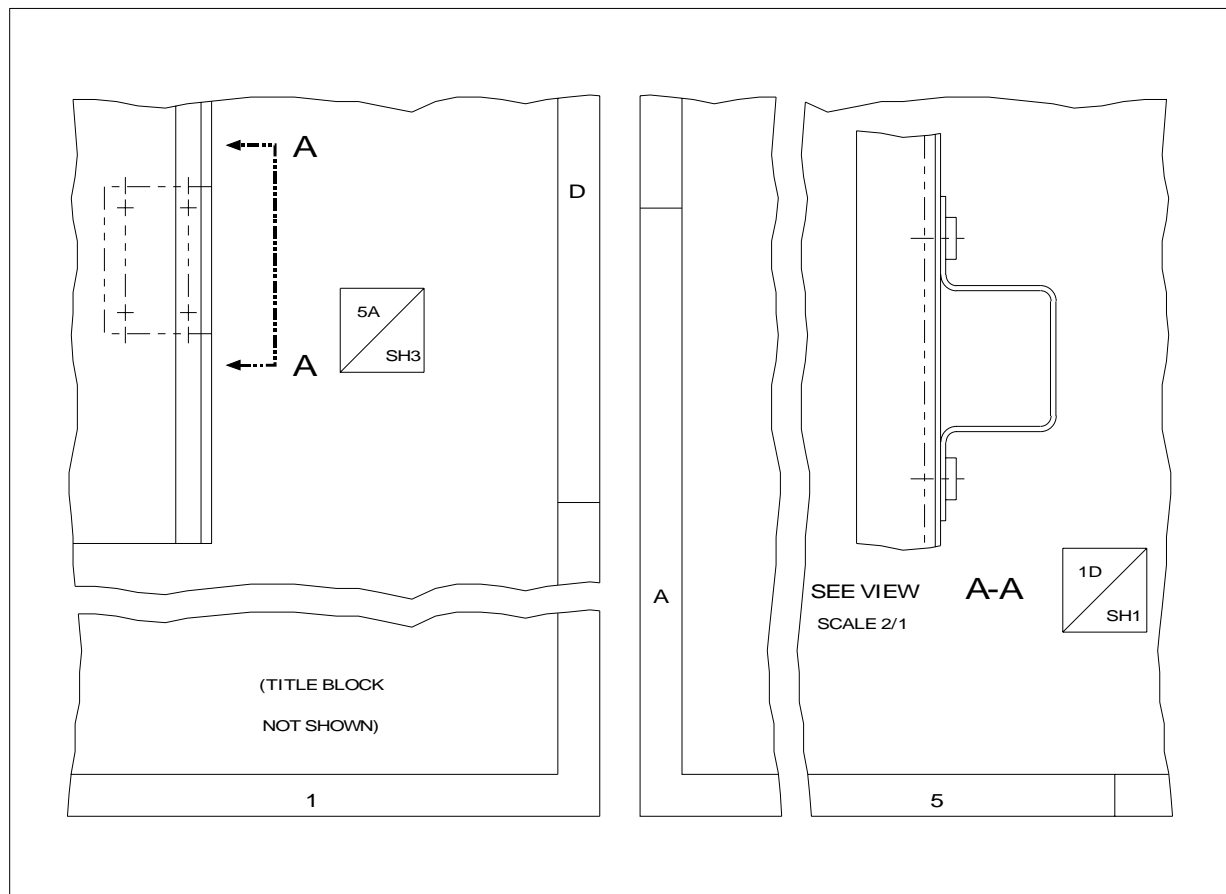 A
D
5A
SH3
A
(TITLE BLOCK
NOT SHOWN)
1
A
SEE VIEW A-A
SCALE 2/1
1D
SH1
5